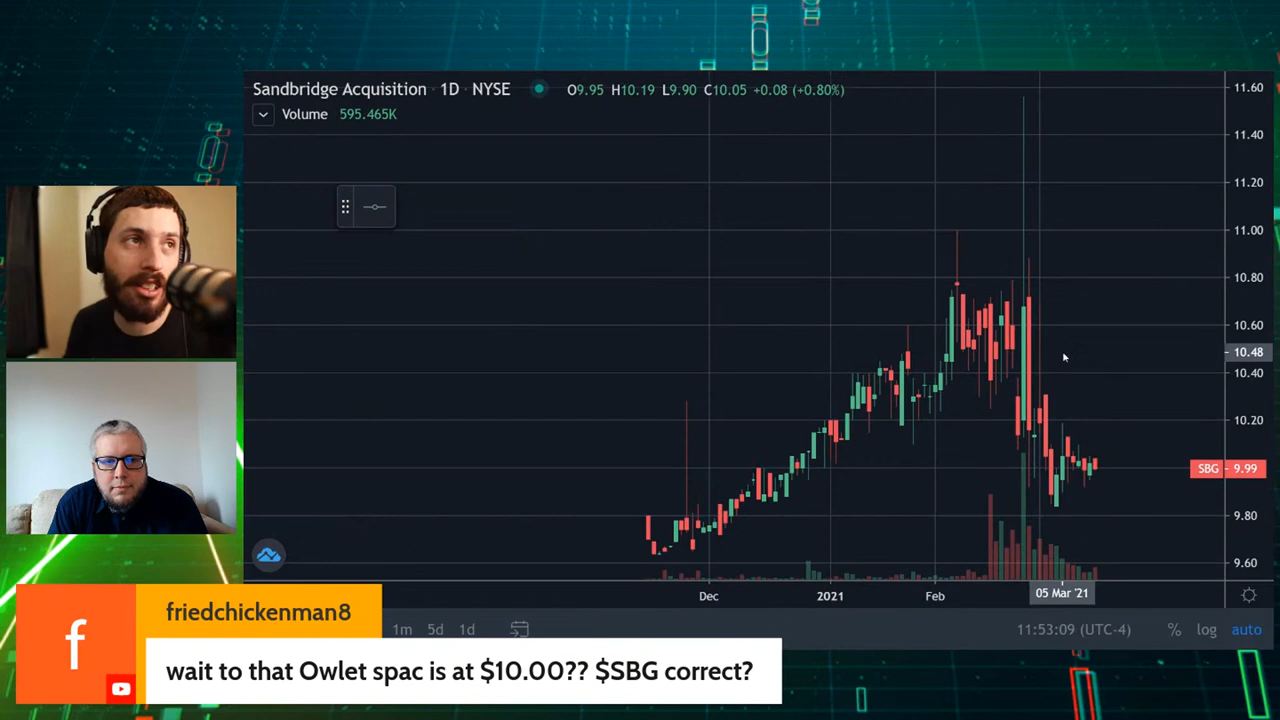 Sandbridge Acquisition · 1D · NYSE
O9.95 H10.19 L9.90 C10.05 +0.08 (+0.80%)
Volume 595.465K
11.60
11.40
11.20
11.00
10.80
10.60
10.48
10.40
10.20
SBG 9.99
9.80
9.60
Dec
2021
Feb
05 Mar '21
1m 5d 1d
11:53:09 (UTC-4)
% log auto
f
friedchickenman8
wait to that Owlet spac is at $10.00?? $SBG correct?